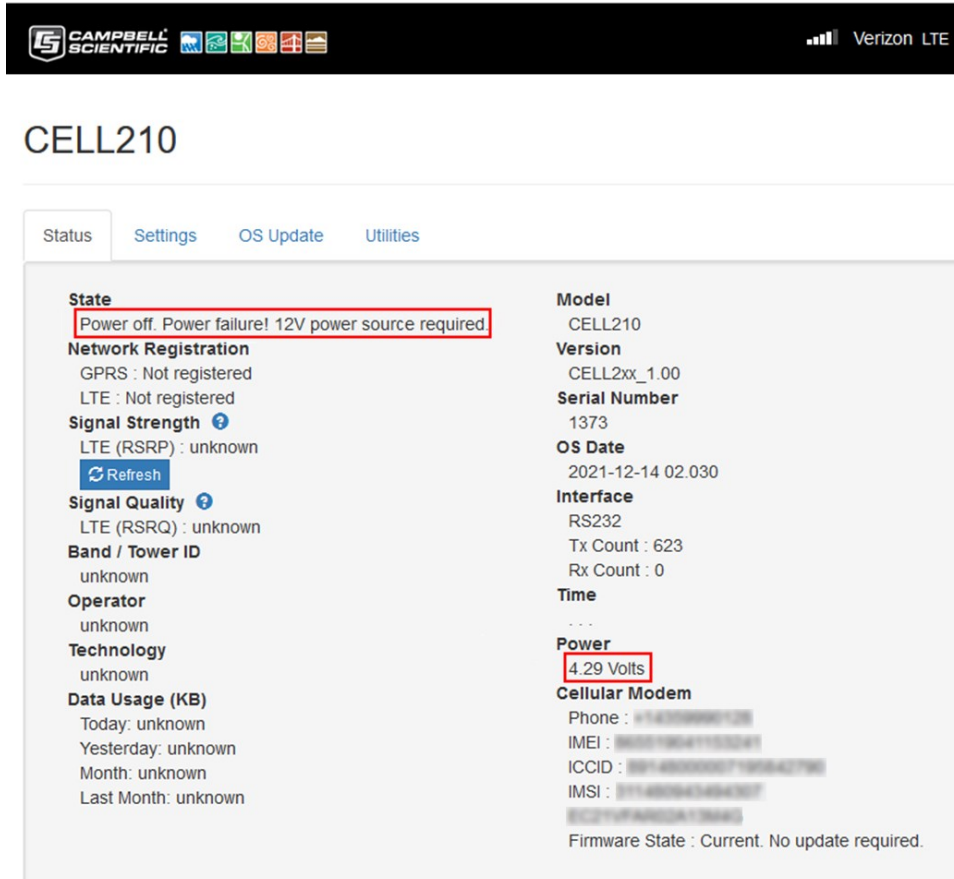 CAMPBELL
SCIENTIFIC
Verizon LTE
CELL210
Status Settings OS Update Utilities
State
Power off. Power failure! 12V power source required.
Network Registration
GPRS : Not registered
LTE : Not registered
Signal Strength ?
LTE (RSRP) : unknown
Refresh
Signal Quality ?
LTE (RSRQ) : unknown
Band / Tower ID
unknown
Operator
unknown
Technology
unknown
Data Usage (KB)
Today: unknown
Yesterday: unknown
Month: unknown
Last Month: unknown
Model
CELL210
Version
CELL2xx_1.00
Serial Number
1373
OS Date
2021-12-14 02.030
Interface
RS232
Tx Count : 623
Rx Count : 0
Time
. . .
Power
4.29 Volts
Cellular Modem
Phone :
IMEI :
ICCID :
IMSI :
Firmware State : Current. No update required.